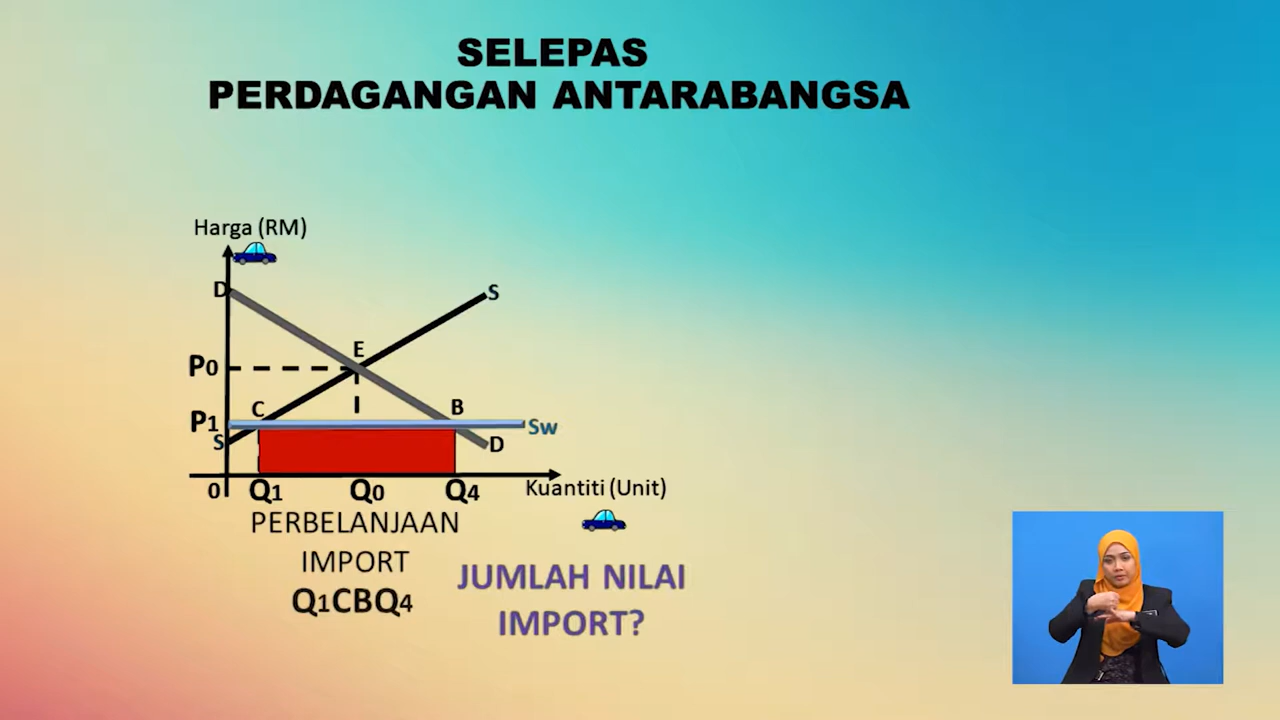 SELEPAS
PERDAGANGAN ANTARABANGSA
Harga (RM)
D
S
E
P0
C
B
P1
Sw
S
D
0
Q1
Q0
Q4
Kuantiti (Unit)
PERBELANJAAN
IMPORT
Q1CBQ4
JUMLAH NILAI
IMPORT?